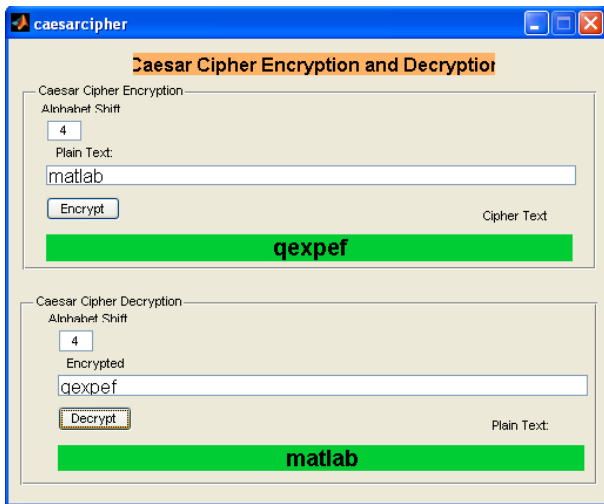 caesarcipher
Caesar Cipher Encryption and Decryption
Caesar Cipher Encryption
Alphabet Shift
4
Plain Text:
matlab
Encrypt
Cipher Text
qexpef
Caesar Cipher Decryption
Alphabet Shift
4
Encrypted
qexpef
Decrypt
Plain Text:
matlab